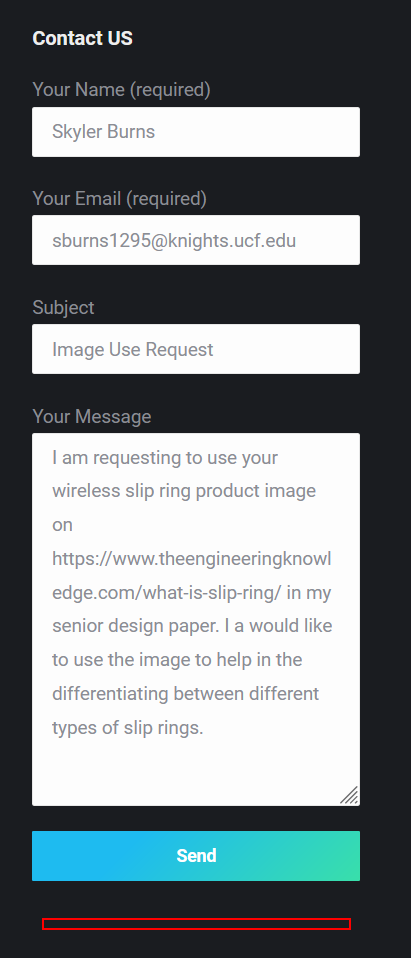 Contact US
Your Name (required)
Skyler Burns
Your Email (required)
sburns1295@knights.ucf.edu
Subject
Image Use Request
Your Message
I am requesting to use your
wireless slip ring product image
on
https://www.theengineeringknowl
edge.com/what-is-slip-ring/ in my
senior design paper. I a would like
to use the image to help in the
differentiating between different
types of slip rings.
Send